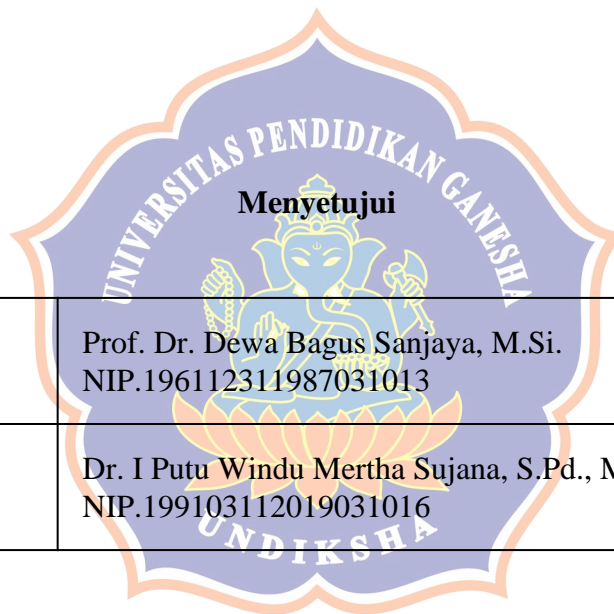 UNIVERSITAS PENDIDIKAN GANESHA
Menyetujui
Prof. Dr. Dewa Bagus Sanjaya, M.Si.
NIP.196112311987031013
Dr. I Putu Windu Mertha Sujana, S.Pd., M
NIP.199103112019031016
UNDIKSHA